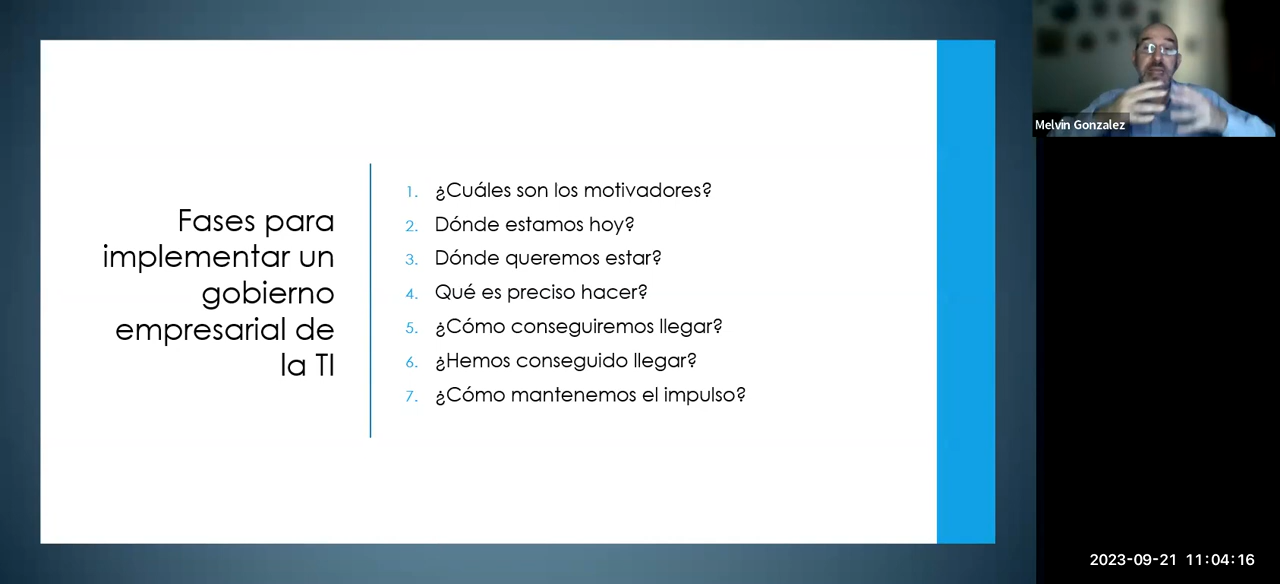 Fases para
implementar un
gobierno
empresarial de
la TI
1. ¿Cuáles son los motivadores?
2. Dónde estamos hoy?
3. Dónde queremos estar?
4. Qué es preciso hacer?
5. ¿Cómo conseguiremos llegar?
6. ¿Hemos conseguido llegar?
7. ¿Cómo mantenemos el impulso?
Melvin Gonzalez
2023-09-21 11:04:16